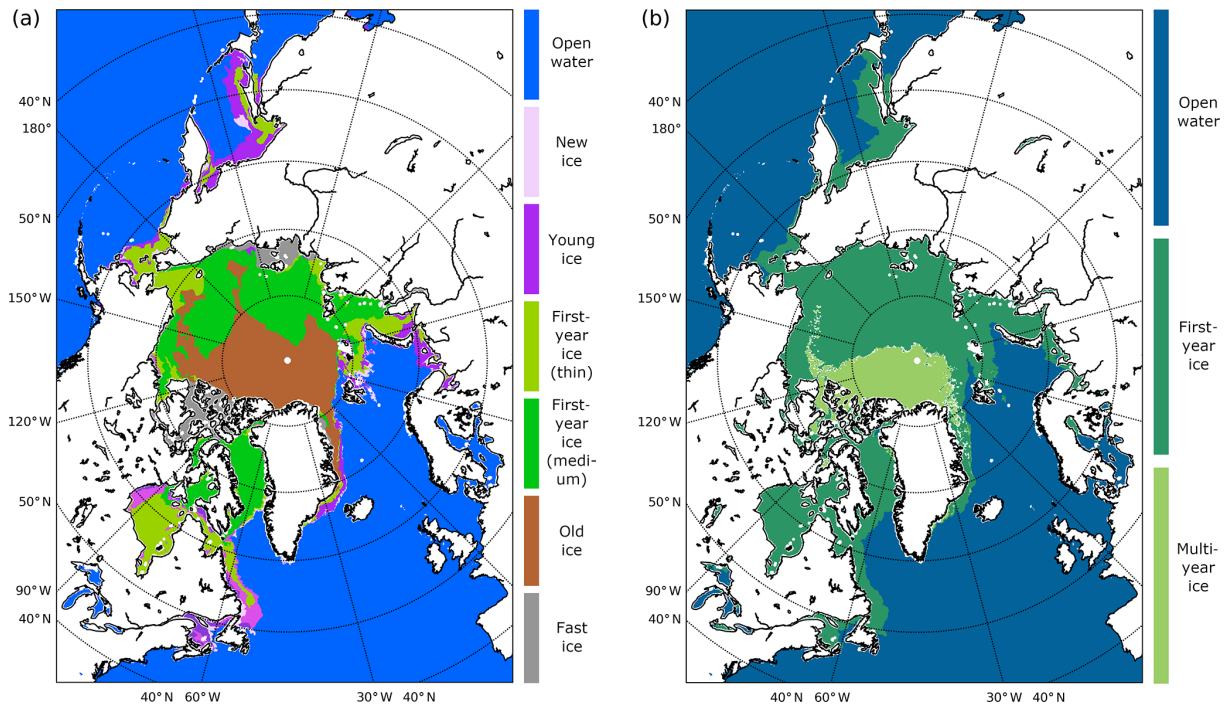 (a)
40°N
180°
50°N
150°W
120°W
50°N
90°W
40°N
40°N 60°W
30°W 40°N
Open
water
New
ice
Young
ice
First-
year
ice
(thin)
First-
year
ice
(medi-
um)
Old
ice
Fast
ice
(b)
40°N
180°
50°N
150°W
120°W
50°N
90°W
40°N
40°N 60°W
30°W 40°N
Open
water
First-
year
ice
Multi-
year
ice